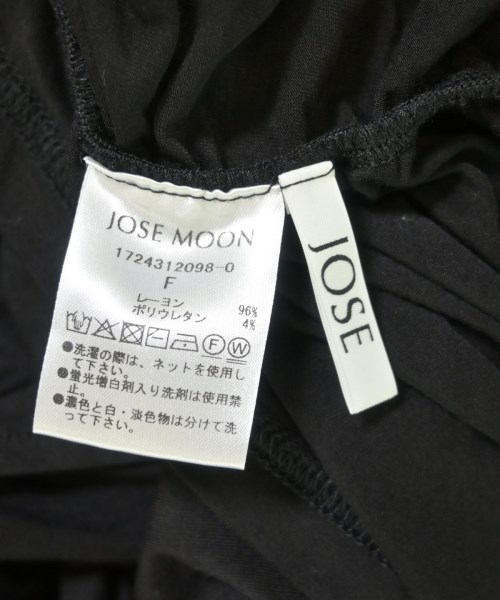 JOSE MOON
1724312098-0
F
レーヨン 96%
ポリウレタン 4%
F W
●洗濯の際は、ネットを使用し
て下さい。
●蛍光増白剤入り洗剤は使用禁
止。
●濃色と白・淡色物は分けて洗
って下さい。
JOSE